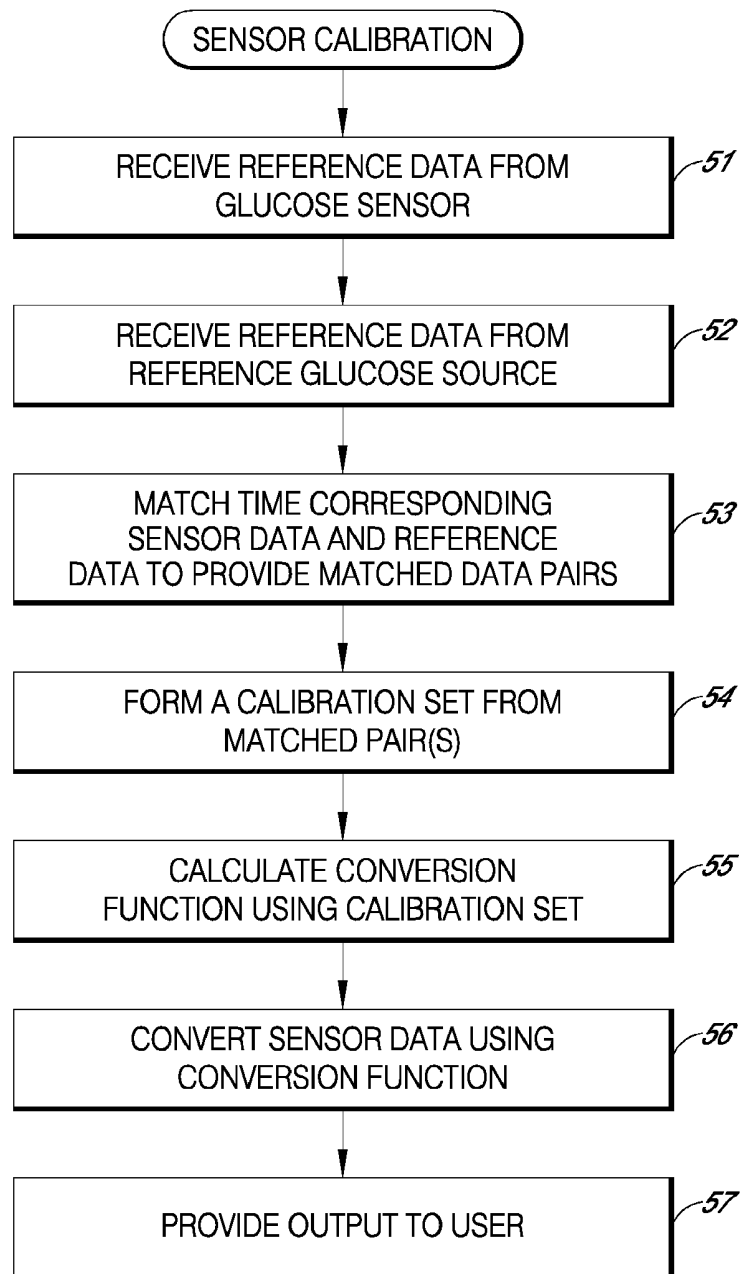 SENSOR CALIBRATION
RECEIVE REFERENCE DATA FROM
GLUCOSE SENSOR
51
RECEIVE REFERENCE DATA FROM
REFERENCE GLUCOSE SOURCE
52
MATCH TIME CORRESPONDING
SENSOR DATA AND REFERENCE
DATA TO PROVIDE MATCHED DATA PAIRS
53
FORM A CALIBRATION SET FROM
MATCHED PAIR(S)
54
CALCULATE CONVERSION
FUNCTION USING CALIBRATION SET
55
CONVERT SENSOR DATA USING
CONVERSION FUNCTION
56
PROVIDE OUTPUT TO USER
57